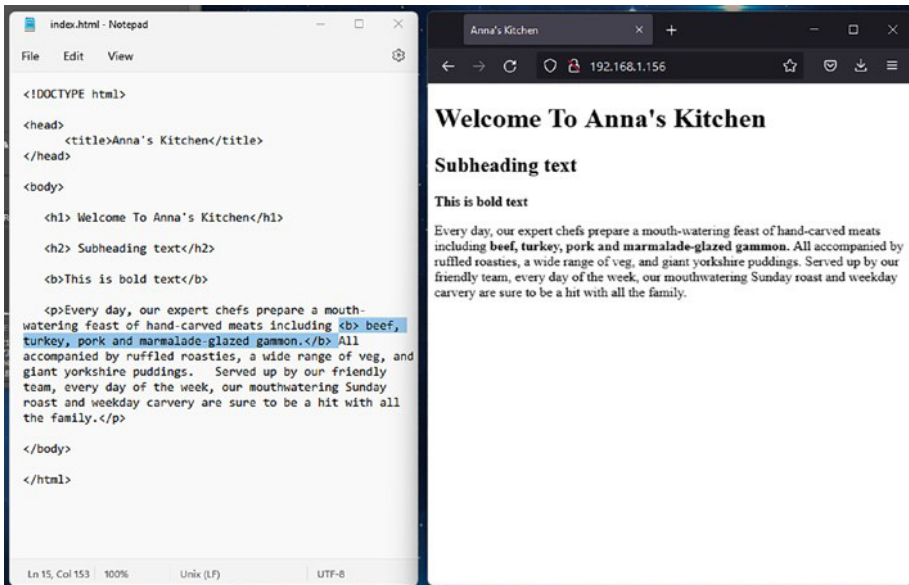 index.html - Notepad
File Edit View
<!DOCTYPE html>
<head>
<title>Anna's Kitchen</title>
</head>
<body>
<h1> Welcome To Anna's Kitchen</h1>
<h2> Subheading text</h2>
<b>This is bold text</b>
<p>Every day, our expert chefs prepare a mouth-
watering feast of hand-carved meats including <b> beef,
turkey, pork and marmalade-glazed gammon.</b> All
accompanied by ruffled roasties, a wide range of veg, and
giant yorkshire puddings. Served up by our friendly
team, every day of the week, our mouthwatering Sunday
roast and weekday carvery are sure to be a hit with all
the family.</p>
</body>
</html>
Ln 15, Col 153 100% Unix (LF) UTF-8
Anna's Kitchen
192.168.1.156
Welcome To Anna's Kitchen
Subheading text
This is bold text
Every day, our expert chefs prepare a mouth-watering feast of hand-carved meats
including beef, turkey, pork and marmalade-glazed gammon. All accompanied by
ruffled roasties, a wide range of veg, and giant yorkshire puddings. Served up by our
friendly team, every day of the week, our mouthwatering Sunday roast and weekday
carvery are sure to be a hit with all the family.